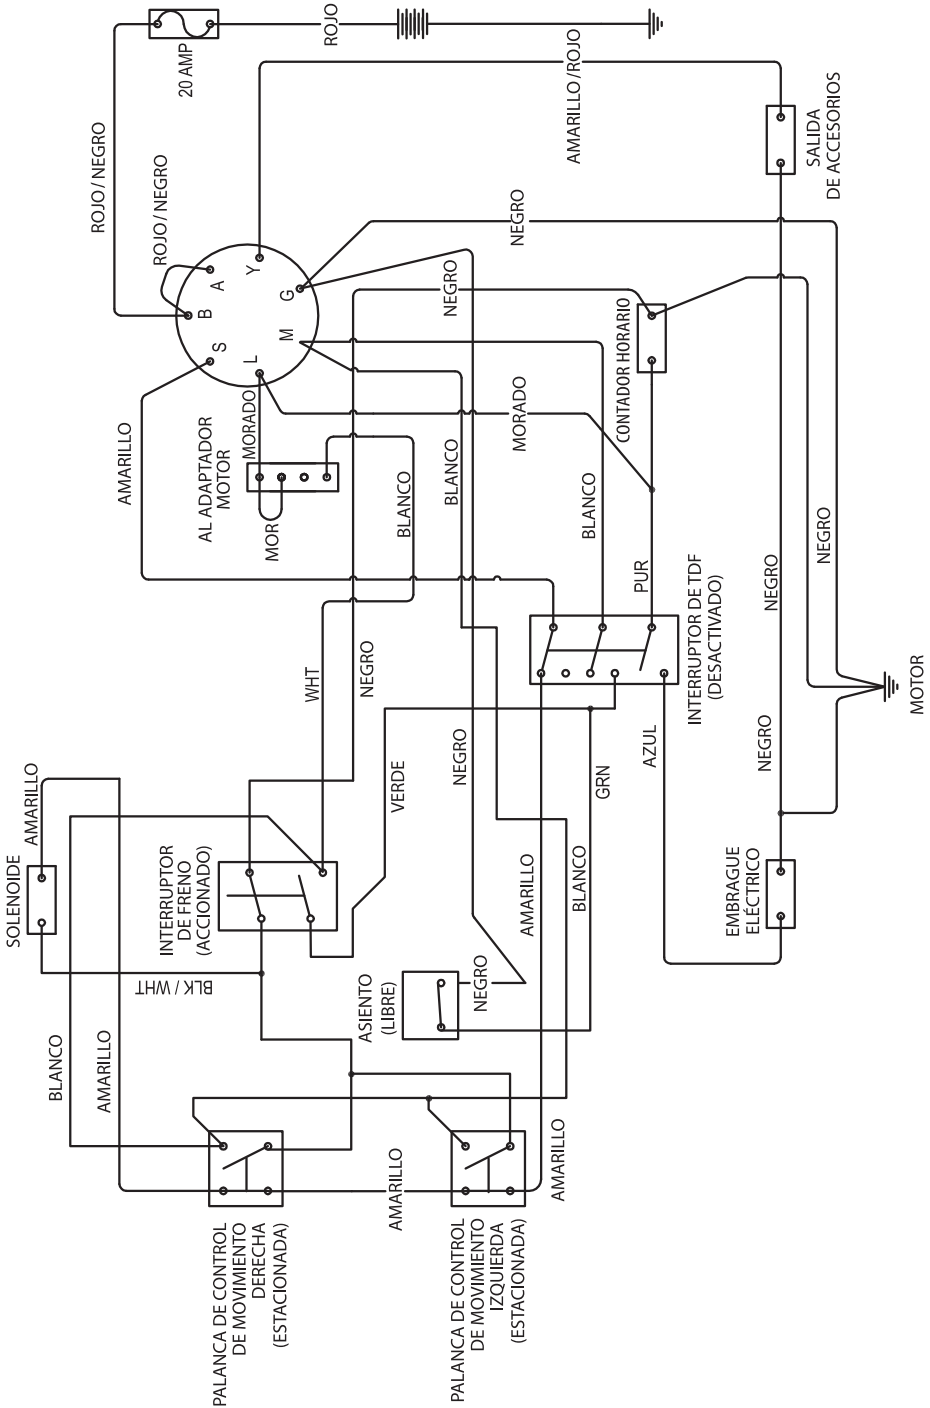 ROJO
20 AMP
ROJO / NEGRO
ROJO / NEGRO
AMARILLO /ROJO
SALIDA
DE ACCESORIOS
B
A
Y
S
L
M
G
NEGRO
NEGRO
CONTADOR HORARIO
MORADO
MORADO
AMARILLO
AL ADAPTADOR
MOTOR
MOR
BLANCO
BLANCO
BLANCO
PUR
NEGRO
NEGRO
INTERRUPTOR DE TDF
(DESACTIVADO)
WHT
NEGRO
VERDE
NEGRO
GRN
AZUL
NEGRO
MOTOR
AMARILLO
SOLENOIDE
INTERRUPTOR
DE FRENO
(ACCIONADO)
AMARILLO
BLANCO
EMBRAGUE
ELÉCTRICO
BLK / WHT
ASIENTO
(LIBRE)
NEGRO
BLANCO
AMARILLO
AMARILLO
AMARILLO
PALANCA DE CONTROL
DE MOVIMIENTO
DERECHA
(ESTACIONADA)
PALANCA DE CONTROL
DE MOVIMIENTO
IZQUIERDA
(ESTACIONADA)